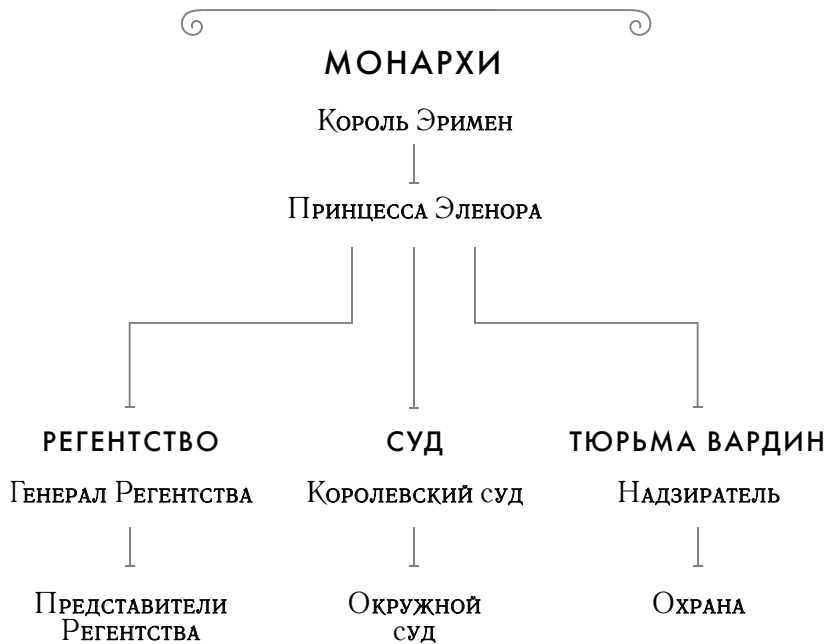 МОНАРХИ
Король Эримен
Принцесса Эленора
РЕГЕНТСТВО
Генерал Регентства
Представители
Регентства
СУД
Королевский суд
Окружной
суд
ТЮРЬМА ВАРДИН
Надзиратель
Охрана